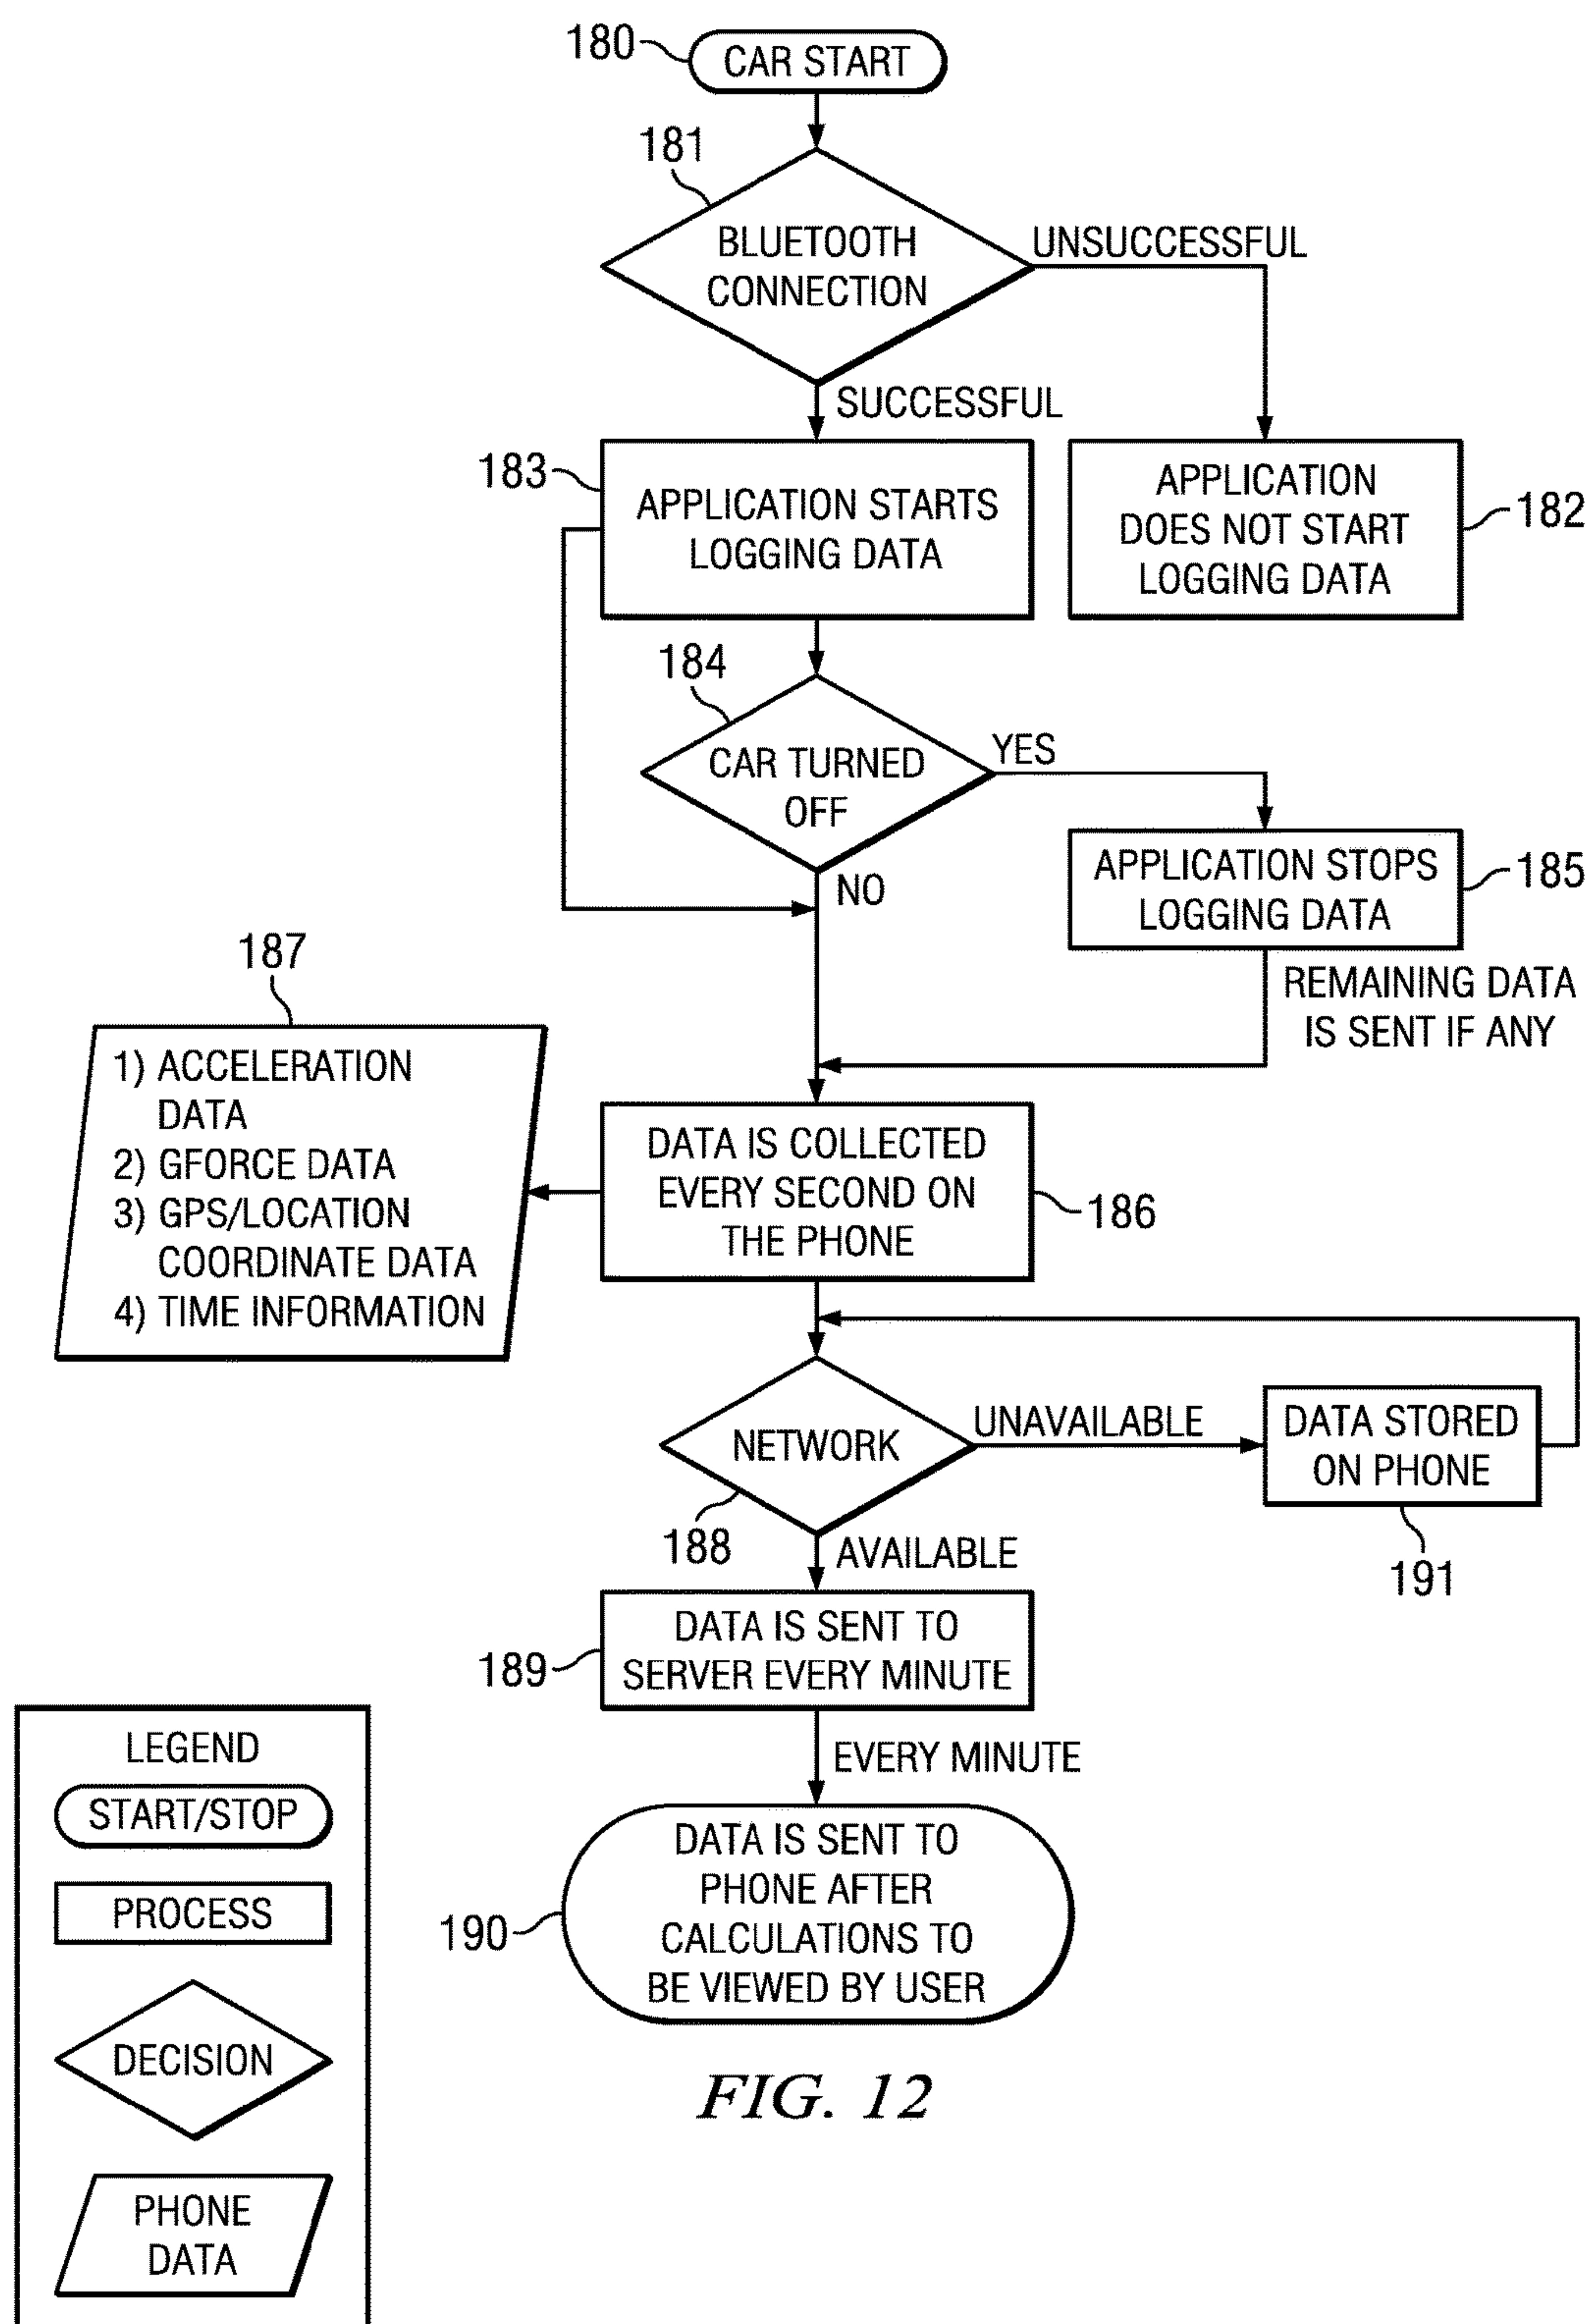 180
CAR START
181
BLUETOOTH
CONNECTION
UNSUCCESSFUL
SUCCESSFUL
183
APPLICATION STARTS
LOGGING DATA
APPLICATION
DOES NOT START
LOGGING DATA
182
184
CAR TURNED
OFF
YES
NO
APPLICATION STOPS
LOGGING DATA
185
REMAINING DATA
IS SENT IF ANY
187
1) ACCELERATION
DATA
2) GFORCE DATA
3) GPS/LOCATION
COORDINATE DATA
4) TIME INFORMATION
DATA IS COLLECTED
EVERY SECOND ON
THE PHONE
186
NETWORK
188
UNAVAILABLE
DATA STORED
ON PHONE
191
AVAILABLE
189
DATA IS SENT TO
SERVER EVERY MINUTE
EVERY MINUTE
190
DATA IS SENT TO
PHONE AFTER
CALCULATIONS TO
BE VIEWED BY USER
LEGEND
START/STOP
PROCESS
DECISION
PHONE
DATA
FIG. 12